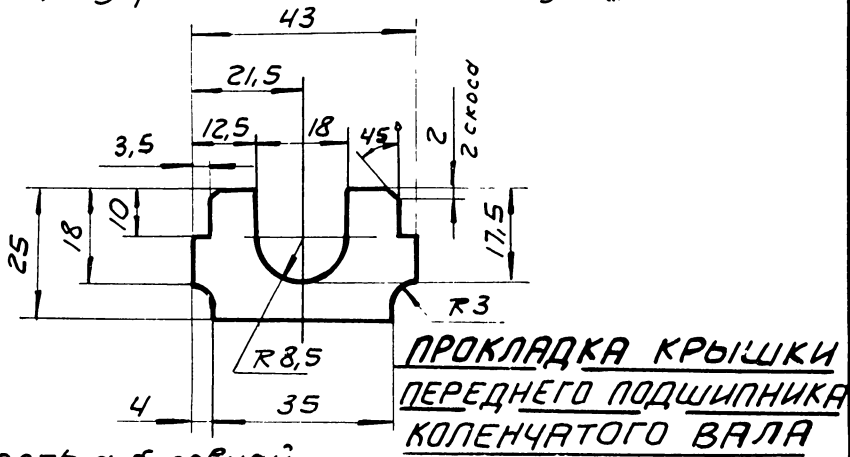 43
21,5
12,5 18 45° 2 2 скоса
3,5
25 18 10 17,5
R3
R8,5
4 35
ПРОКЛАДКА КРЫШКИ
ПЕРЕДНЕГО ПОДШИПНИКА
КОЛЕНЧАТОГО ВАЛА